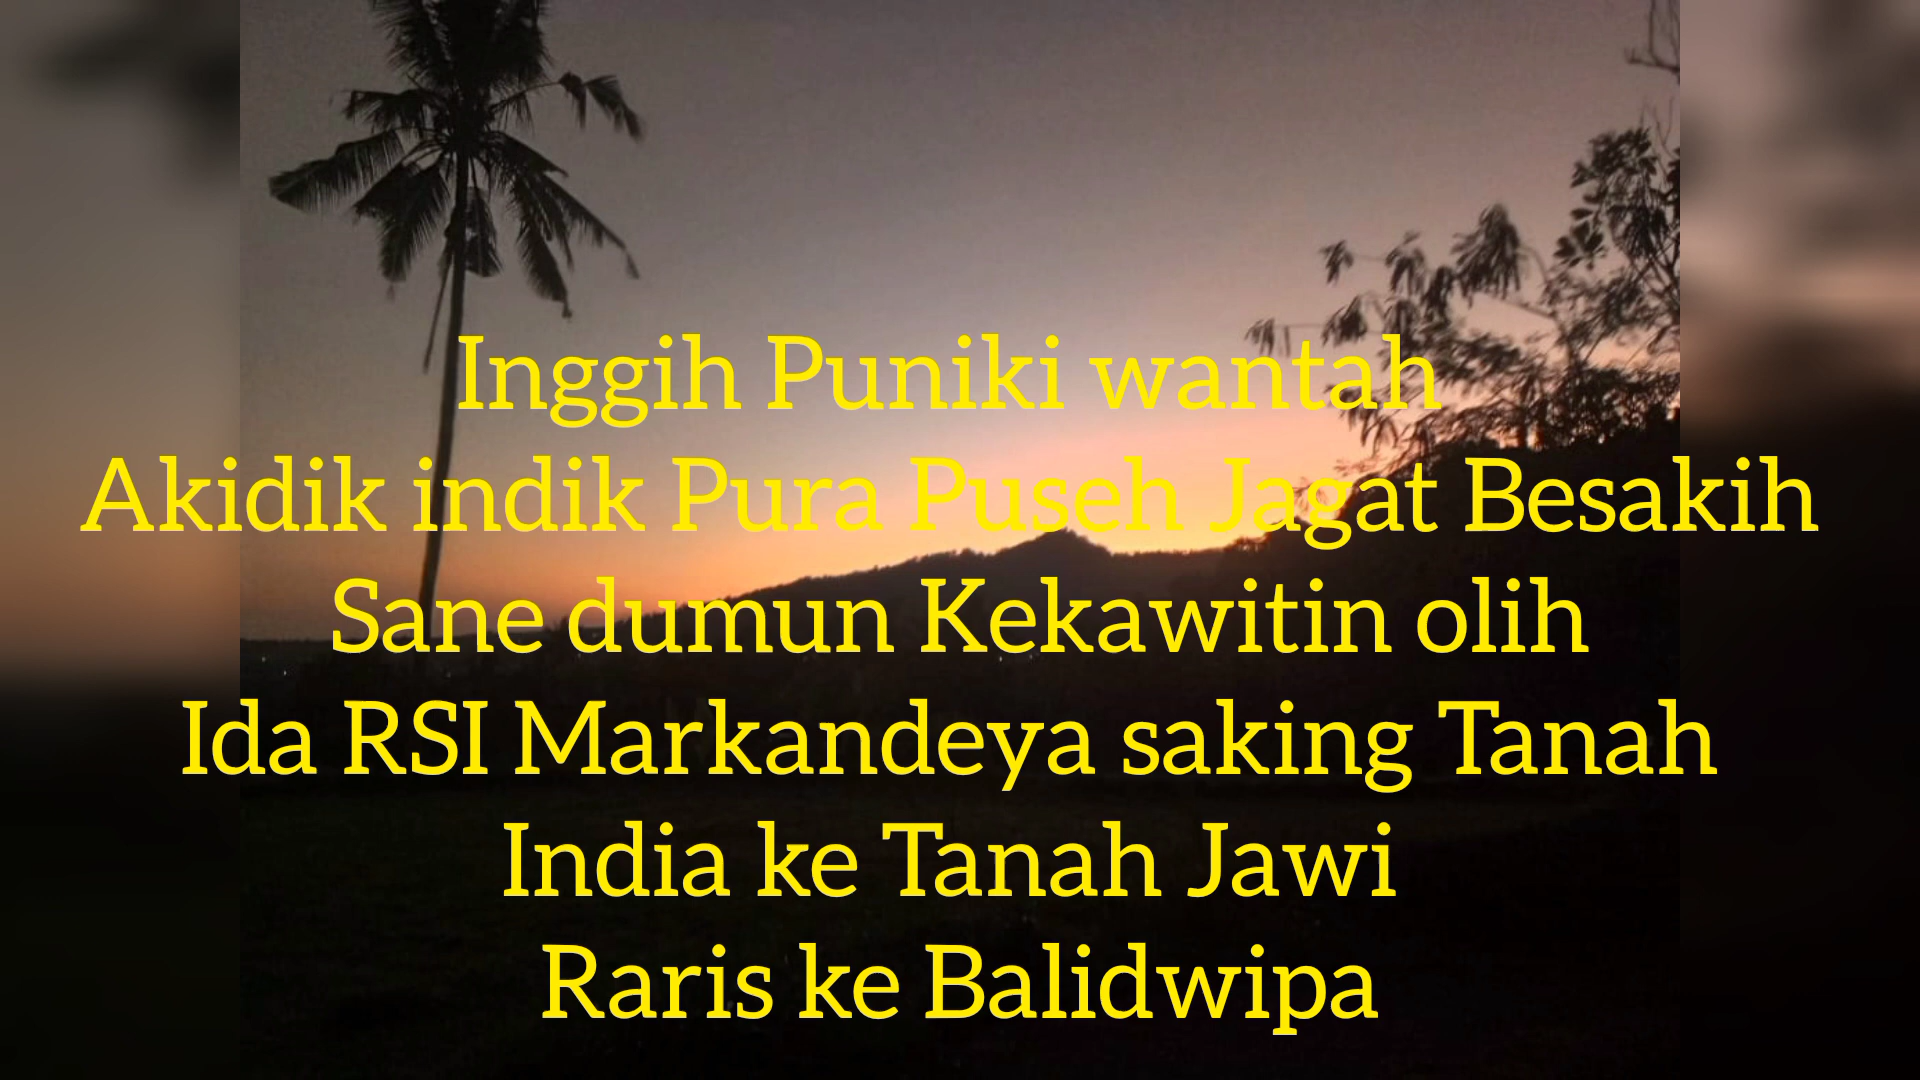 Inggih Puniki wantah
Akidik indik Pura Puseh Jagat Besakih
Sane dumun Kekawitin olih
Ida RSI Markandeya saking Tanah
India ke Tanah Jawi
Raris ke Balidwipa